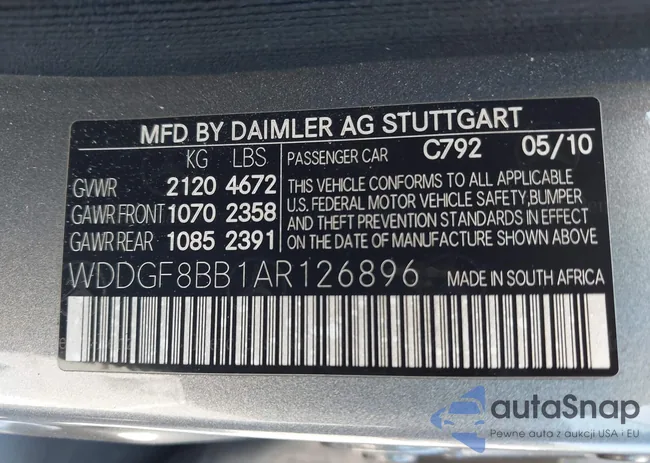 MFD BY DAIMLER AG STUTTGART
KG LBS
GVWR 2120 4672
GAWR FRONT 1070 2358
GAWR REAR 1085 2391
PASSENGER CAR C792 05/10
THIS VEHICLE CONFORMS TO ALL APPLICABLE
U.S. FEDERAL MOTOR VEHICLE SAFETY,BUMPER
AND THEFT PREVENTION STANDARDS IN EFFECT
ON THE DATE OF MANUFACTURE SHOWN ABOVE
WDDGF8BB1AR126896 MADE IN SOUTH AFRICA
autoSnap
Pewne auta z aukcji USA i EU